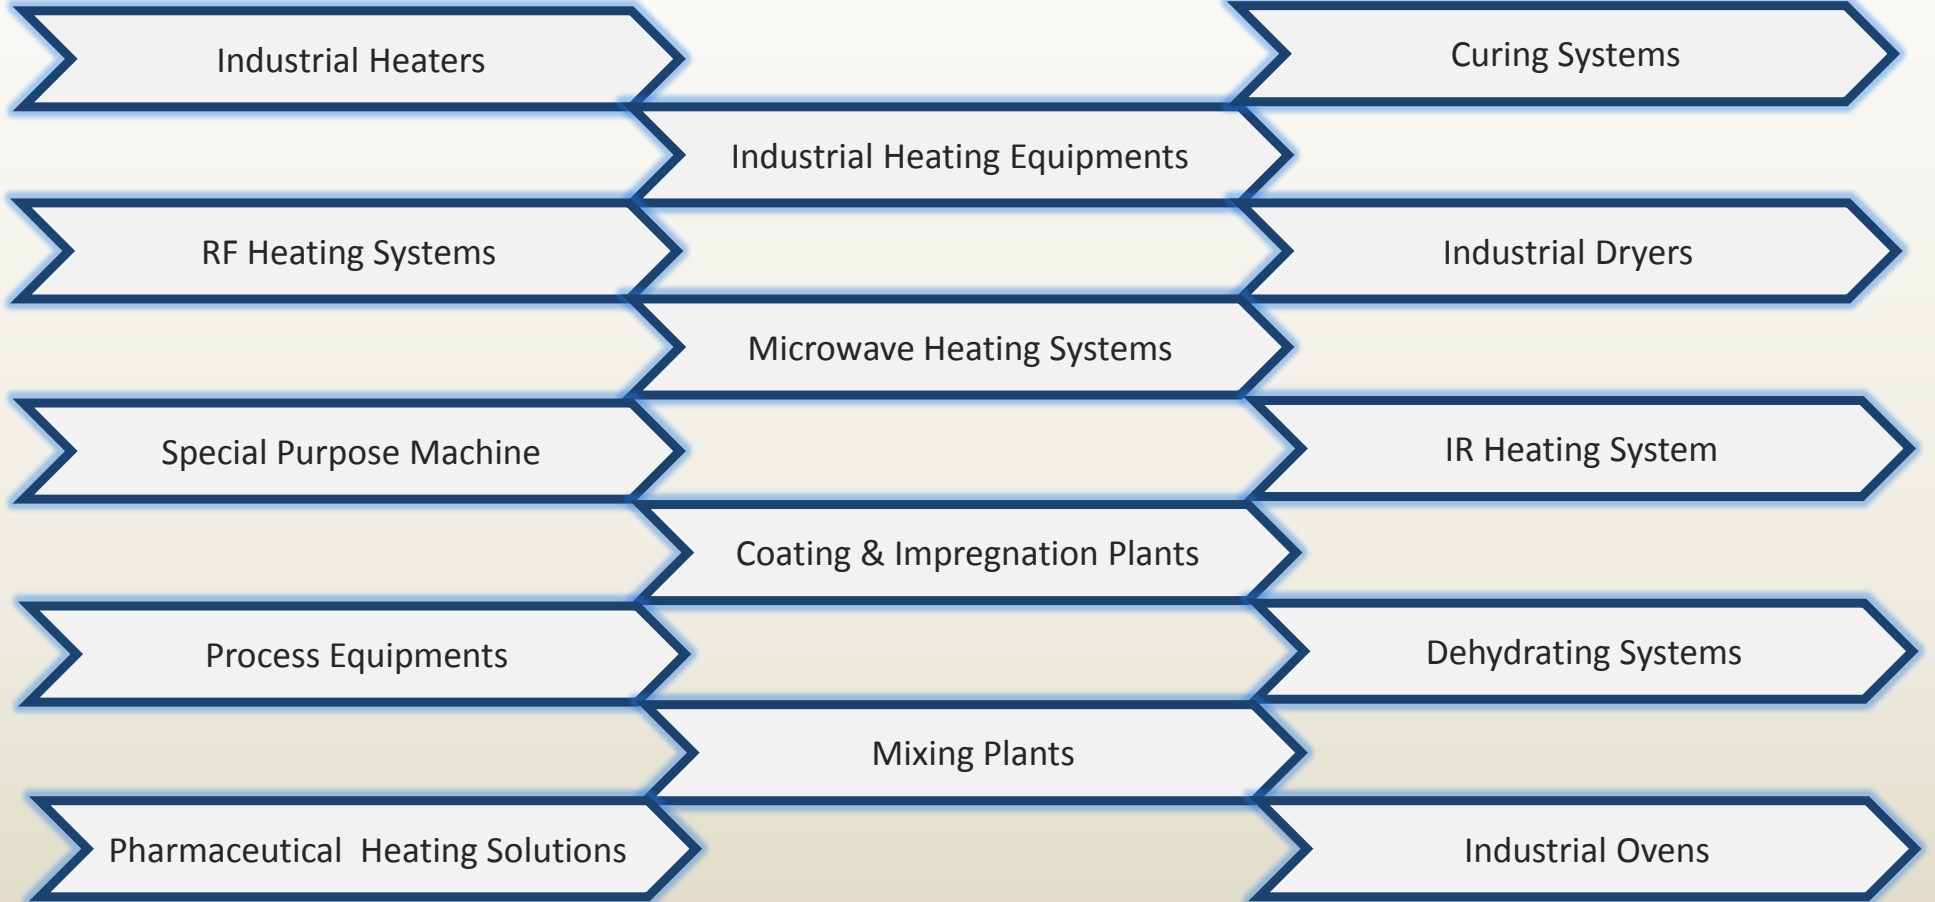 Industrial Heaters
Curing Systems
Industrial Heating Equipments
RF Heating Systems
Industrial Dryers
Microwave Heating Systems
Special Purpose Machine
IR Heating System
Coating & Impregnation Plants
Process Equipments
Dehydrating Systems
Mixing Plants
Pharmaceutical  Heating Solutions
Industrial Ovens